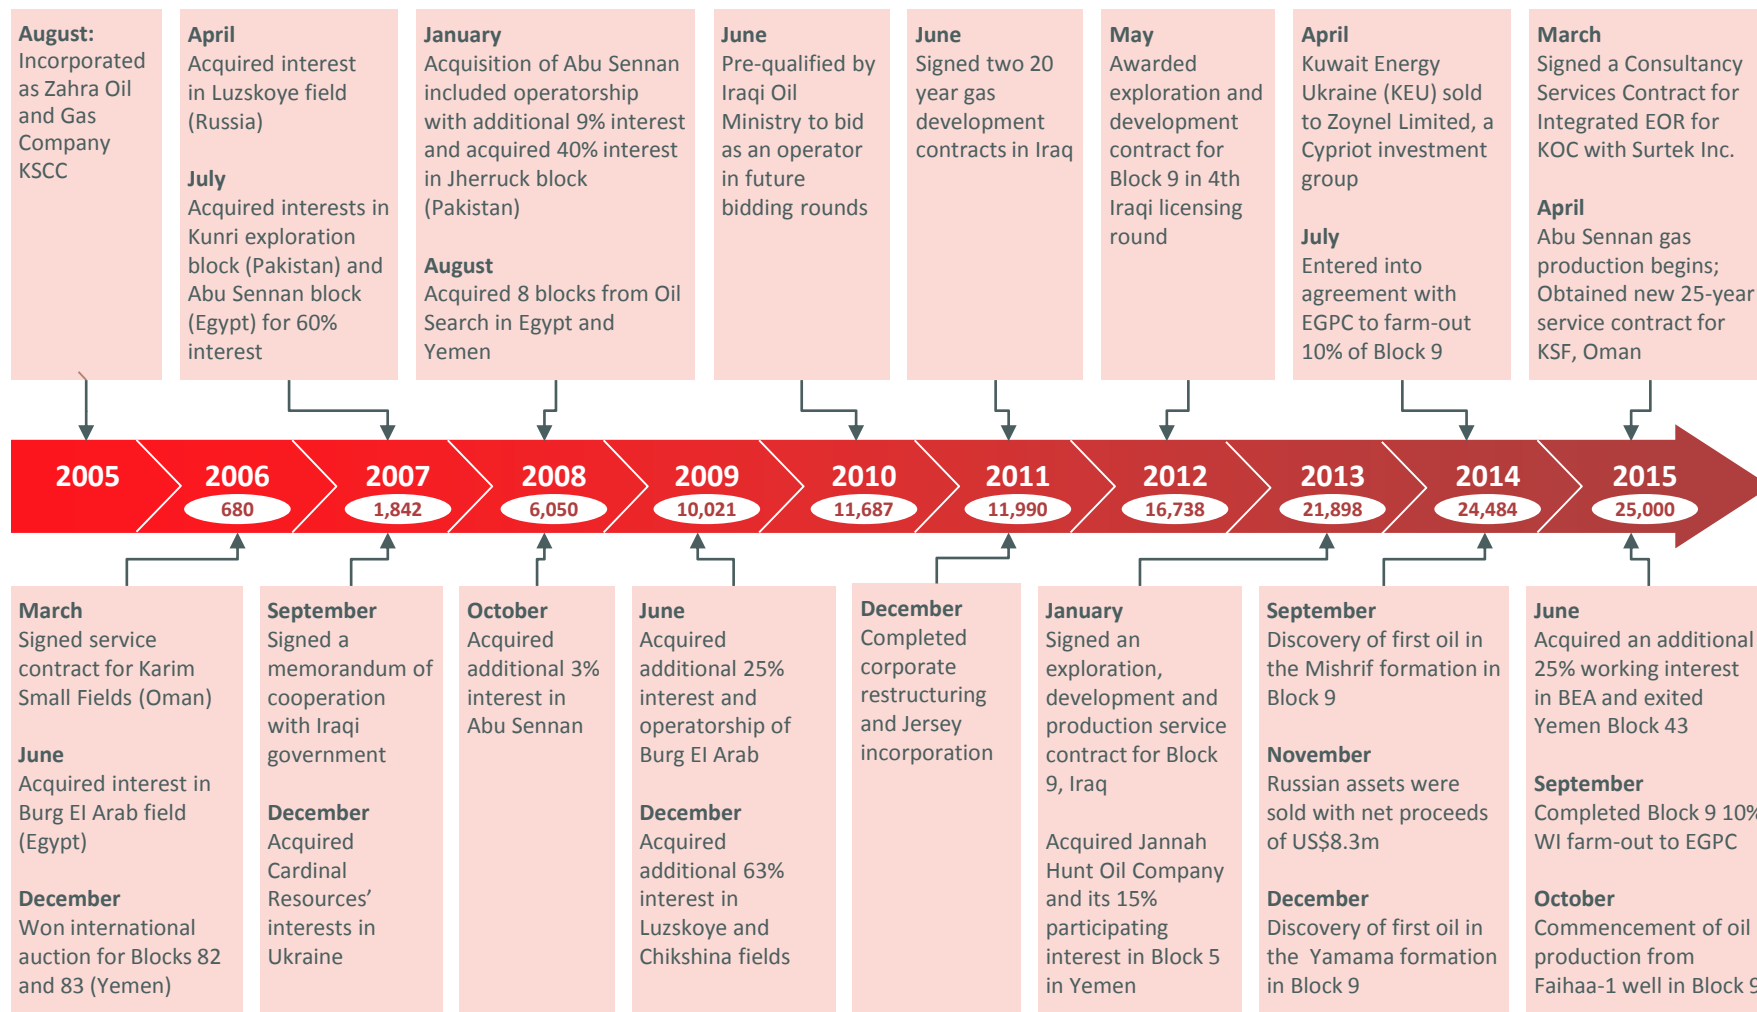 August:
Incorporated
as Zahra Oil
and Gas
Company
KSCC
April
Acquired interest
in Luzskoye field
(Russia)
July
Acquired interests in
Kunri exploration
block (Pakistan) and
Abu Sennan block
(Egypt) for 60%
interest
January
Acquisition of Abu Sennan
included operatorship
with additional 9% interest
and acquired 40% interest
in Jherruck block
(Pakistan)
August
Acquired 8 blocks from Oil
Search in Egypt and
Yemen
June
Pre-qualified by
Iraqi Oil
Ministry to bid
as an operator
in future
bidding rounds
June
Signed two 20
year gas
development
contracts in Iraq
May
Awarded
exploration and
development
contract for
Block 9 in 4th
Iraqi licensing
round
April
Kuwait Energy
Ukraine (KEU) sold
to Zoynel Limited, a
Cypriot investment
group
July
Entered into
agreement with
EGPC to farm-out
10% of Block 9
March
Signed a Consultancy
Services Contract for
Integrated EOR for
KOC with Surtek Inc.
April
Abu Sennan gas
production begins;
Obtained new 25-year
service contract for
KSF, Oman
2005
2006
680
2007
1,842
2008
6,050
2009
10,021
2010
11,687
2011
11,990
2012
16,738
2013
21,898
2014
24,484
2015
25,000
March
Signed service
contract for Karim
Small Fields (Oman)
June
Acquired interest in
Burg EI Arab field
(Egypt)
December
Won international
auction for Blocks 82
and 83 (Yemen)
September
Signed a
memorandum of
cooperation
with Iraqi
government
December
Acquired
Cardinal
Resources’
interests in
Ukraine
October
Acquired
additional 3%
interest in
Abu Sennan
June
Acquired
additional 25%
interest and
operatorship of
Burg EI Arab
December
Acquired
additional 63%
interest in
Luzskoye and
Chikshina fields
December
Completed
corporate
restructuring
and Jersey
incorporation
January
Signed an
exploration,
development and
production service
contract for Block
9, Iraq
Acquired Jannah
Hunt Oil Company
and its 15%
participating
interest in Block 5
in Yemen
September
Discovery of first oil in
the Mishrif formation in
Block 9
November
Russian assets were
sold with net proceeds
of US$8.3m
December
Discovery of first oil in
the Yamama formation
in Block 9
June
Acquired an additional
25% working interest
in BEA and exited
Yemen Block 43
September
Completed Block 9 10%
WI farm-out to EGPC
October
Commencement of oil
production from
Faihaa-1 well in Block 9